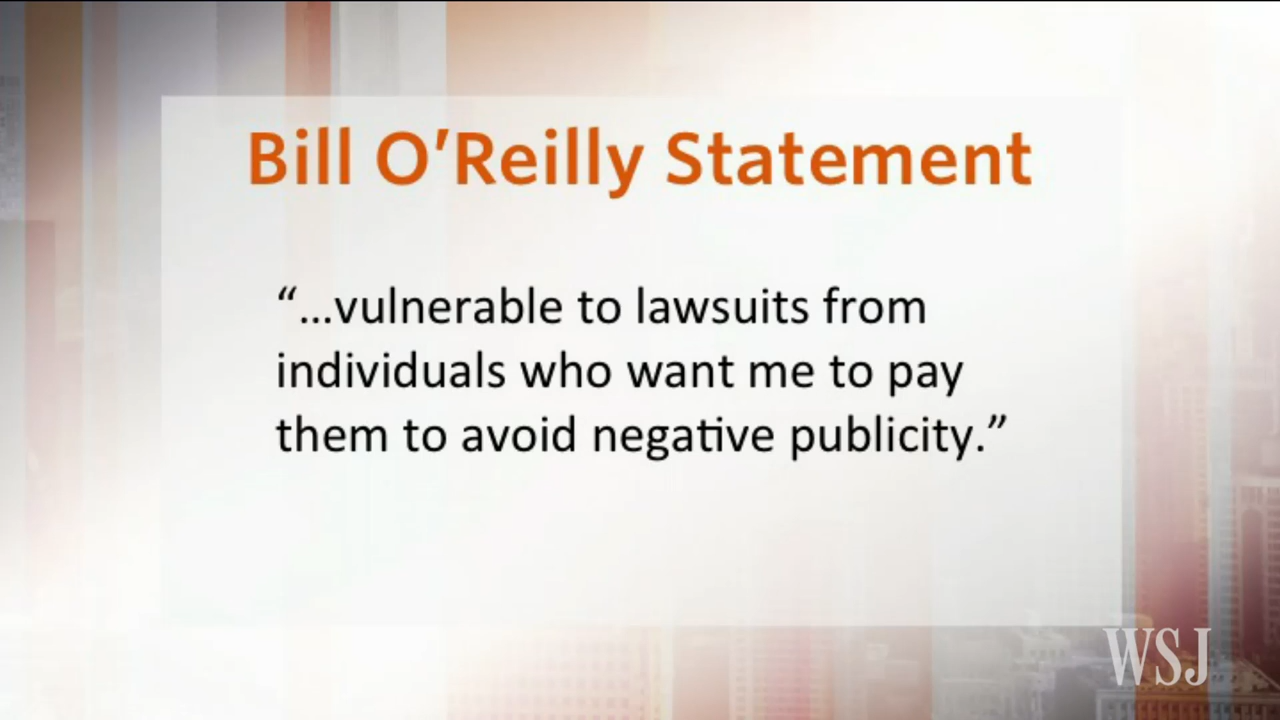 Bill O’Reilly Statement
“...vulnerable to lawsuits from
individuals who want me to pay
them to avoid negative publicity.”
WSJ